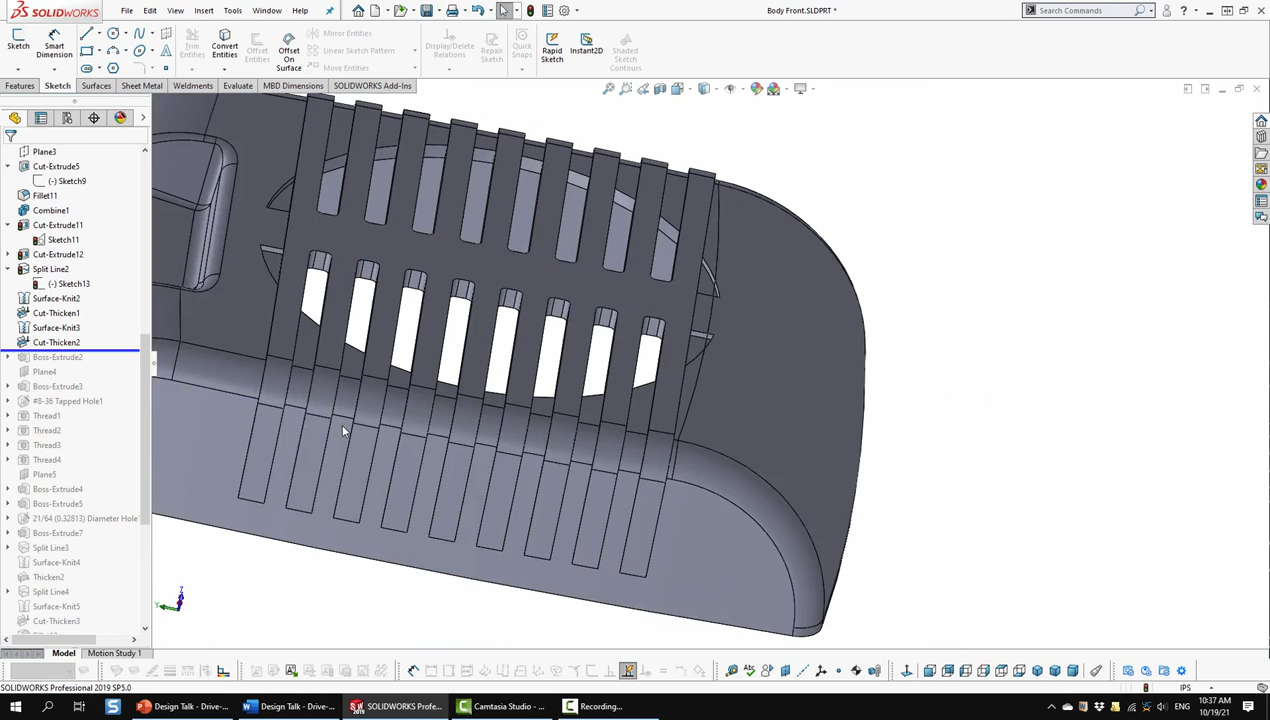 SOLIDWORKS
File
Edit
View
Insert
Tools
Window
Help
Body Front.SLDPRT *
Search Commands
Sketch
Smart Dimension
Trim Entities
Convert Entities
Offset Entities
Offset On Surface
Mirror Entities
Linear Sketch Pattern
Move Entities
Display/Delete Relations
Repair Sketch
Quick Snaps
Rapid Sketch
Instant2D
Shaded Sketch Contours
Features
Sketch
Surfaces
Sheet Metal
Weldments
Evaluate
MBD Dimensions
SOLIDWORKS Add-Ins
Plane3
Cut-Extrude5
(-) Sketch9
Fillet11
Combine1
Cut-Extrude11
Sketch11
Cut-Extrude12
Split Line2
(-) Sketch13
Surface-Knit2
Cut-Thicken1
Surface-Knit3
Cut-Thicken2
Boss-Extrude2
Plane4
Boss-Extrude3
#8-36 Tapped Hole1
Thread1
Thread2
Thread3
Thread4
Plane5
Boss-Extrude4
Boss-Extrude5
21/64 (0.32813) Diameter Hole
Boss-Extrude7
Split Line3
Surface-Knit4
Thicken2
Split Line4
Surface-Knit5
Cut-Thicken3
Z
Y
Model
Motion Study 1
SOLIDWORKS Professional 2019 SP5.0
IPS
Design Talk - Drive-...
Design Talk - Drive-...
SOLIDWORKS Profe...
Camtasia Studio - ...
Recording...
10:37 AM
10/19/21